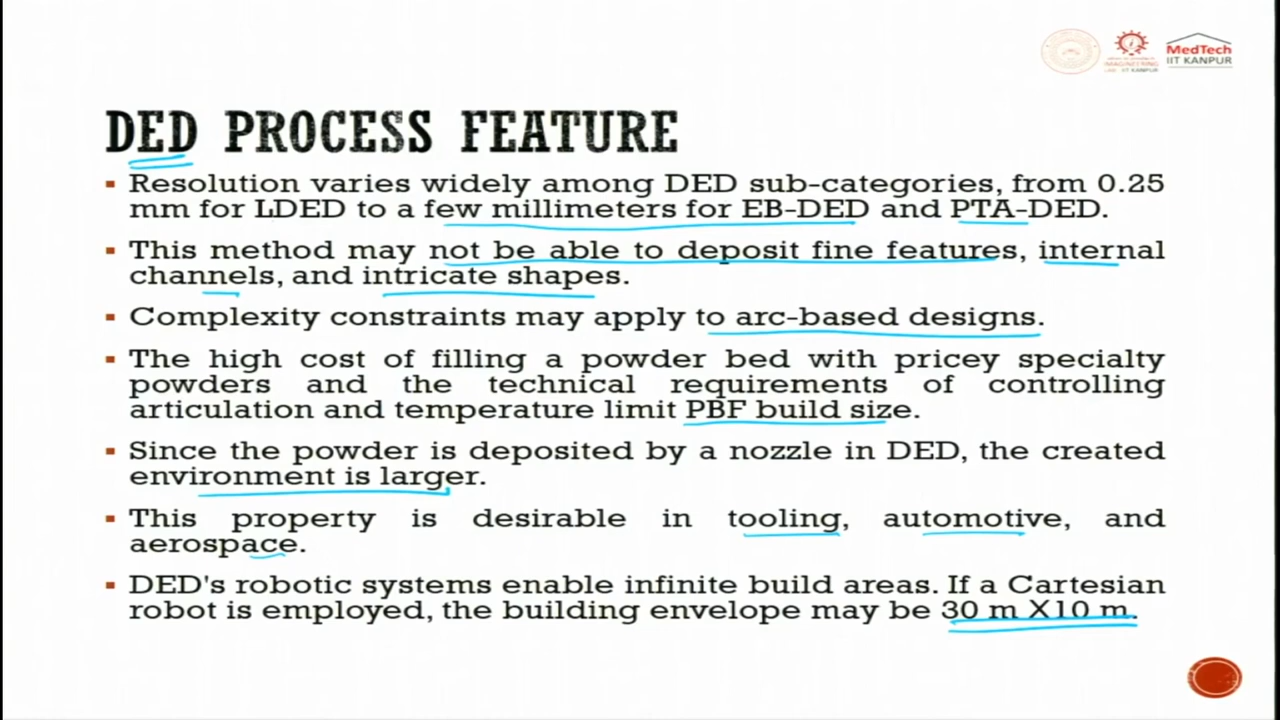 MedTech
IIT KANPUR
DED PROCESS FEATURE
▪ Resolution varies widely among DED sub-categories, from 0.25
mm for LDED to a few millimeters for EB-DED and PTA-DED.
▪ This method may not be able to deposit fine features, internal
channels, and intricate shapes.
▪ Complexity constraints may apply to arc-based designs.
▪ The high cost of filling a powder bed with pricey specialty
powders and the technical requirements of controlling
articulation and temperature limit PBF build size.
▪ Since the powder is deposited by a nozzle in DED, the created
environment is larger.
▪ This property is desirable in tooling, automotive, and
aerospace.
▪ DED's robotic systems enable infinite build areas. If a Cartesian
robot is employed, the building envelope may be 30 m X10 m.